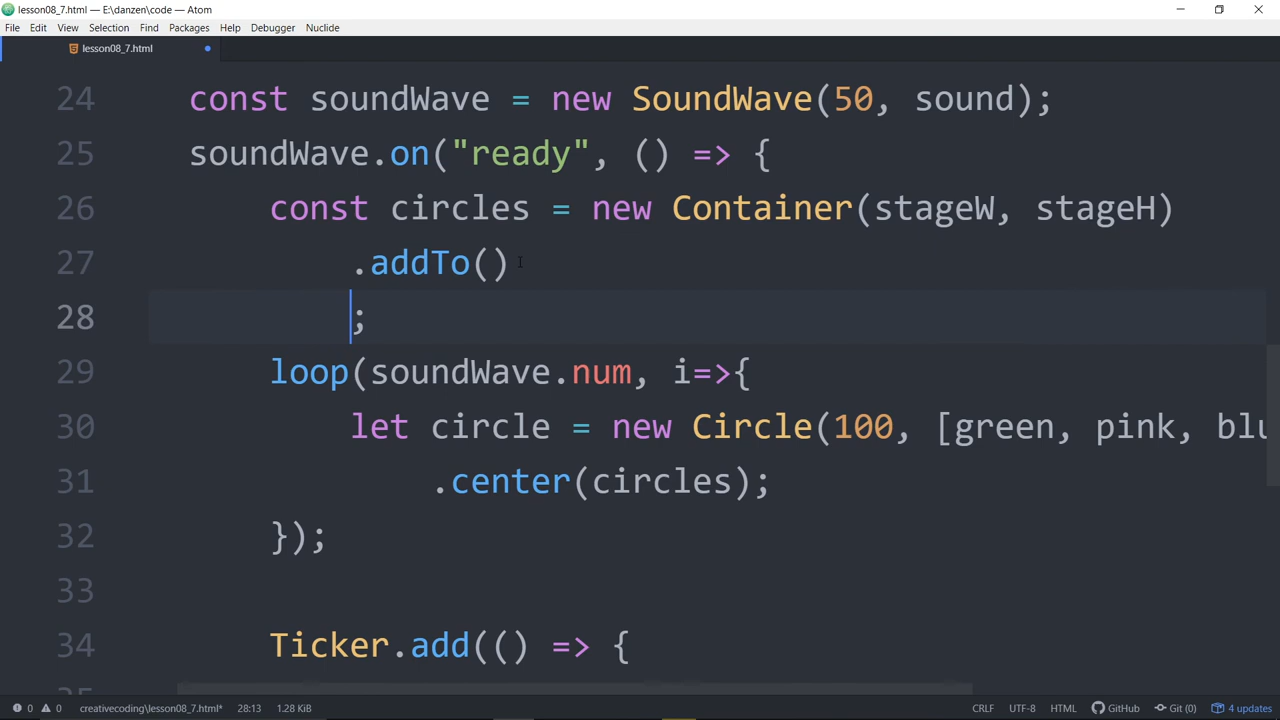 lesson08_7.html — E:\danzen\code — Atom
File Edit View Selection Find Packages Help Debugger Nuclide
lesson08_7.html
24 const soundWave = new SoundWave(50, sound);
25 soundWave.on("ready", () => {
26 const circles = new Container(stageW, stageH)
27 .addTo()
28 ;
29 loop(soundWave.num, i=>{
30 let circle = new Circle(100, [green, pink, blu
31 .center(circles);
32 });
33
34 Ticker.add(() => {
35
0 0 creativecoding\lesson08_7.html* 28:13 1.28 KiB CRLF UTF-8 HTML GitHub Git (0) 4 updates